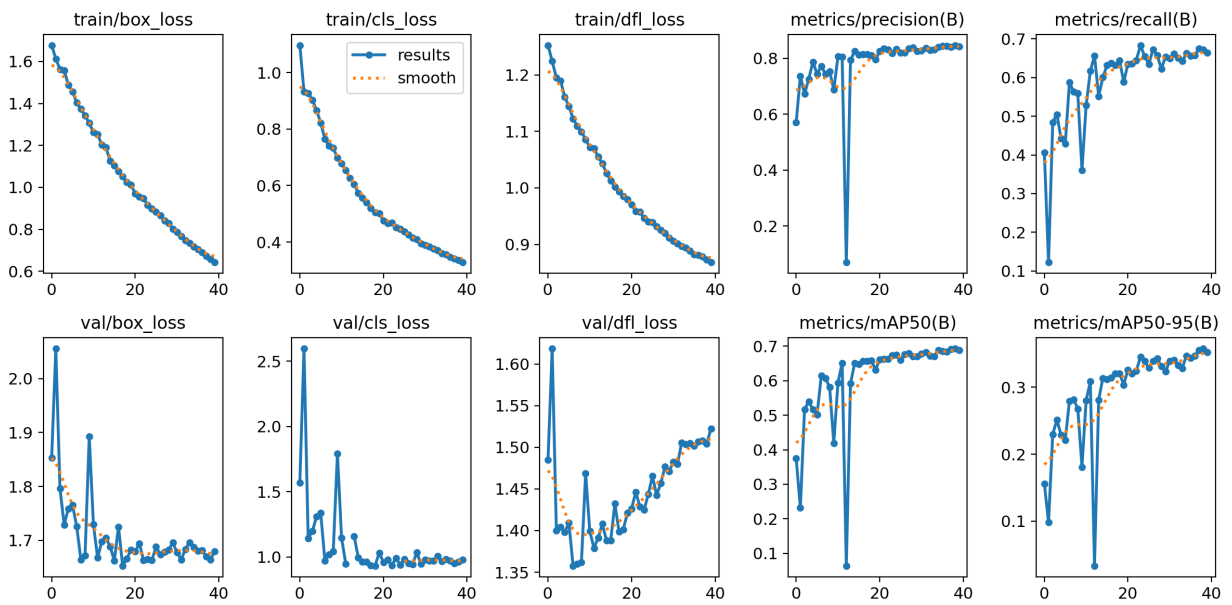 train/box_loss
train/cls_loss
train/dfl_loss
metrics/precision(B)
metrics/recall(B)
results
smooth
1.6
1.4
1.2
1.0
0.8
0.6
0 20 40
1.0
0.8
0.6
0.4
0 20 40
1.2
1.1
1.0
0.9
0 20 40
0.8
0.6
0.4
0.2
0 20 40
0.7
0.6
0.5
0.4
0.3
0.2
0.1
0 20 40
val/box_loss
val/cls_loss
val/dfl_loss
metrics/mAP50(B)
metrics/mAP50-95(B)
2.0
1.9
1.8
1.7
0 20 40
2.5
2.0
1.5
1.0
0 20 40
1.60
1.55
1.50
1.45
1.40
1.35
0 20 40
0.7
0.6
0.5
0.4
0.3
0.2
0.1
0 20 40
0.3
0.2
0.1
0 20 40